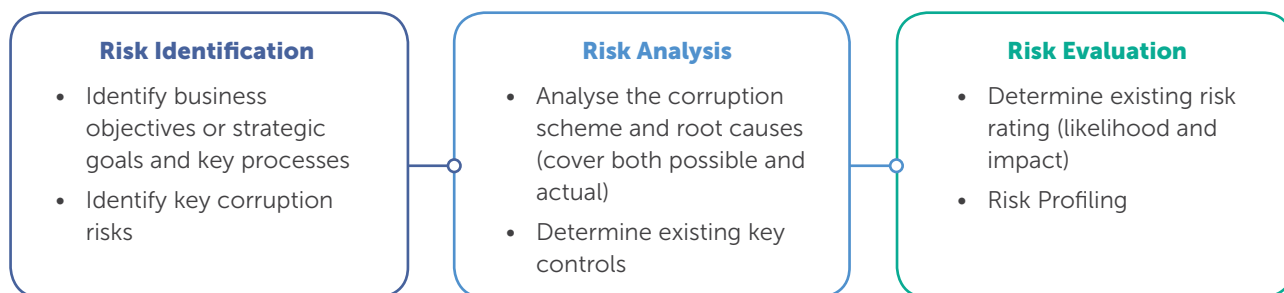 Risk Identification
• Identify business
objectives or strategic
goals and key processes
• Identify key corruption
risks
Risk Analysis
• Analyse the corruption
scheme and root causes
(cover both possible and
actual)
• Determine existing key
controls
Risk Evaluation
• Determine existing risk
rating (likelihood and
impact)
• Risk Profiling